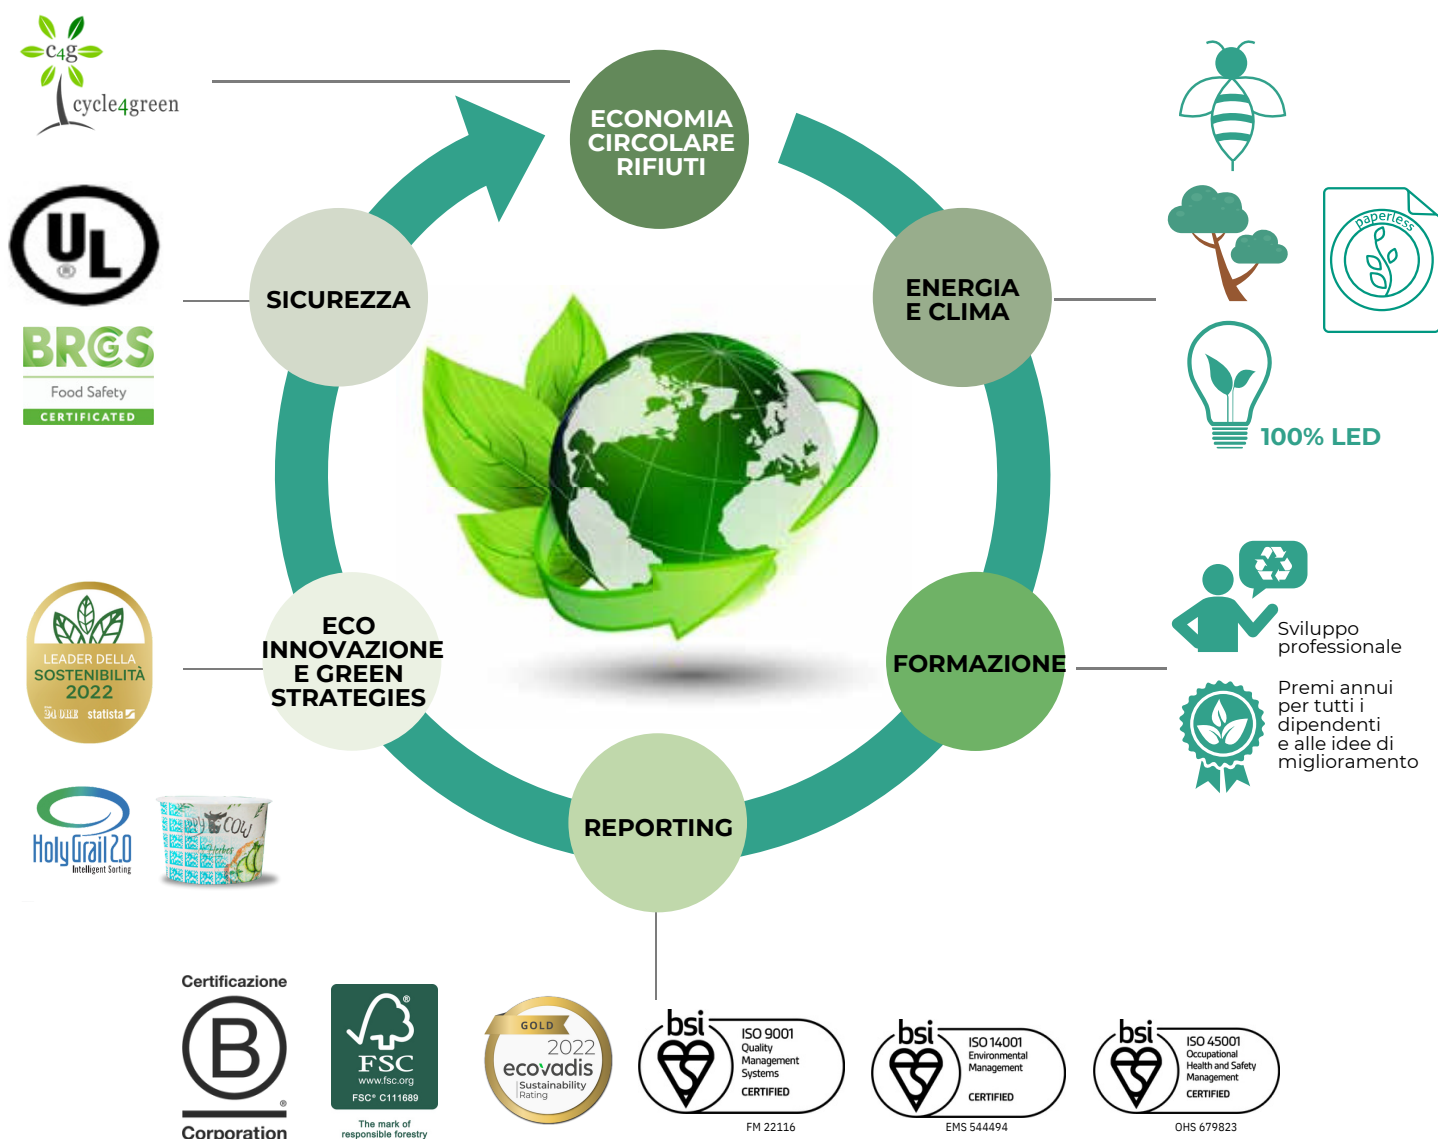 c4g
cycle4green
ECONOMIA
CIRCOLARE
RIFIUTI
UL
®
BRCGS
Food Safety
CERTIFICATED
SICUREZZA
ENERGIA
E CLIMA
paperless
100% LED
LEADER DELLA
SOSTENIBILITÀ
2022
statista
ECO
INNOVAZIONE
E GREEN
STRATEGIES
FORMAZIONE
Sviluppo
professionale
Premi annui
per tutti i
dipendenti
e alle idee di
miglioramento
HolyGrail 2.0
Intelligent Sorting
COW
Herbes
REPORTING
Certificazione
B
®
Corporation
®
FSC
www.fsc.org
FSC® C111689
The mark of
responsible forestry
GOLD
2022
ecovadis
Sustainability
Rating
bsi
ISO 9001
Quality
Management
Systems
CERTIFIED
FM 22116
bsi
ISO 14001
Environmental
Management
CERTIFIED
EMS 544494
bsi
ISO 45001
Occupational
Health and Safety
Management
CERTIFIED
OHS 679823